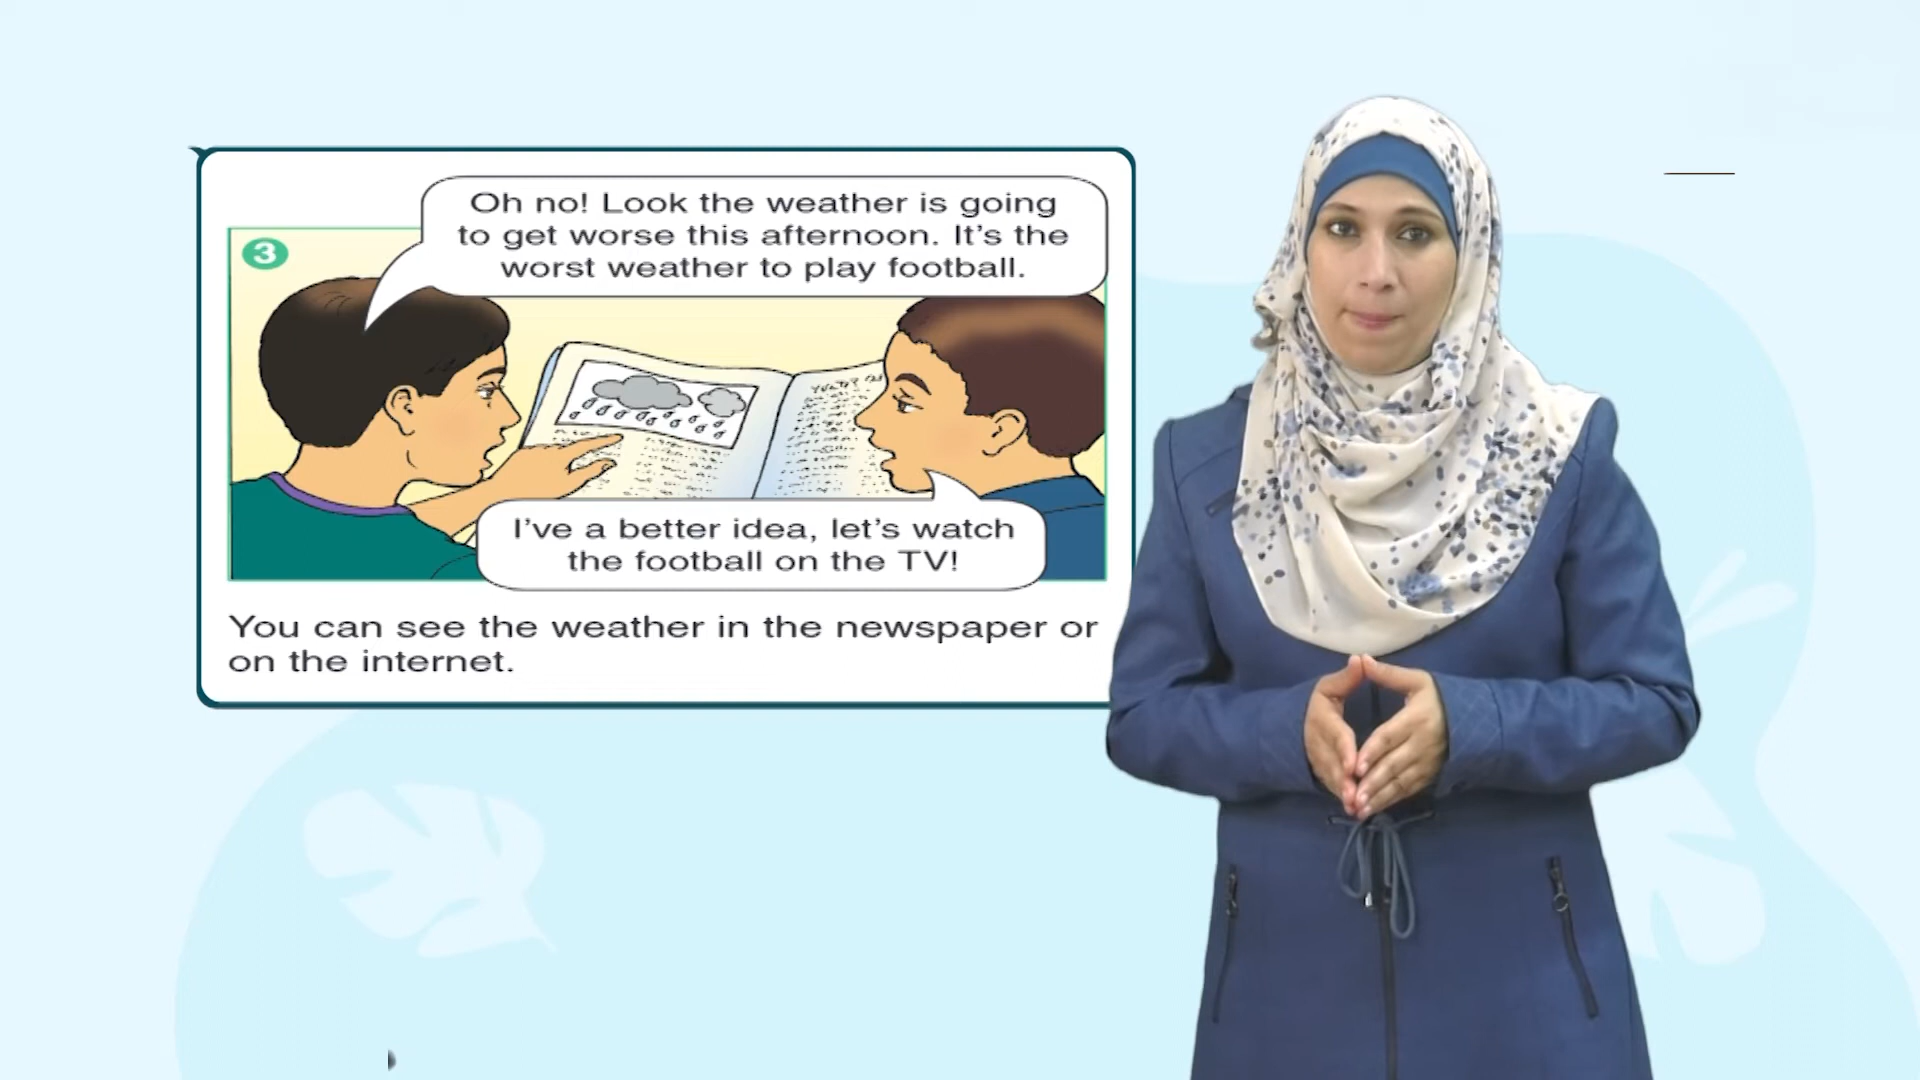 3
Oh no! Look the weather is going
to get worse this afternoon. It's the
worst weather to play football.
I've a better idea, let's watch
the football on the TV!
You can see the weather in the newspaper or
on the internet.